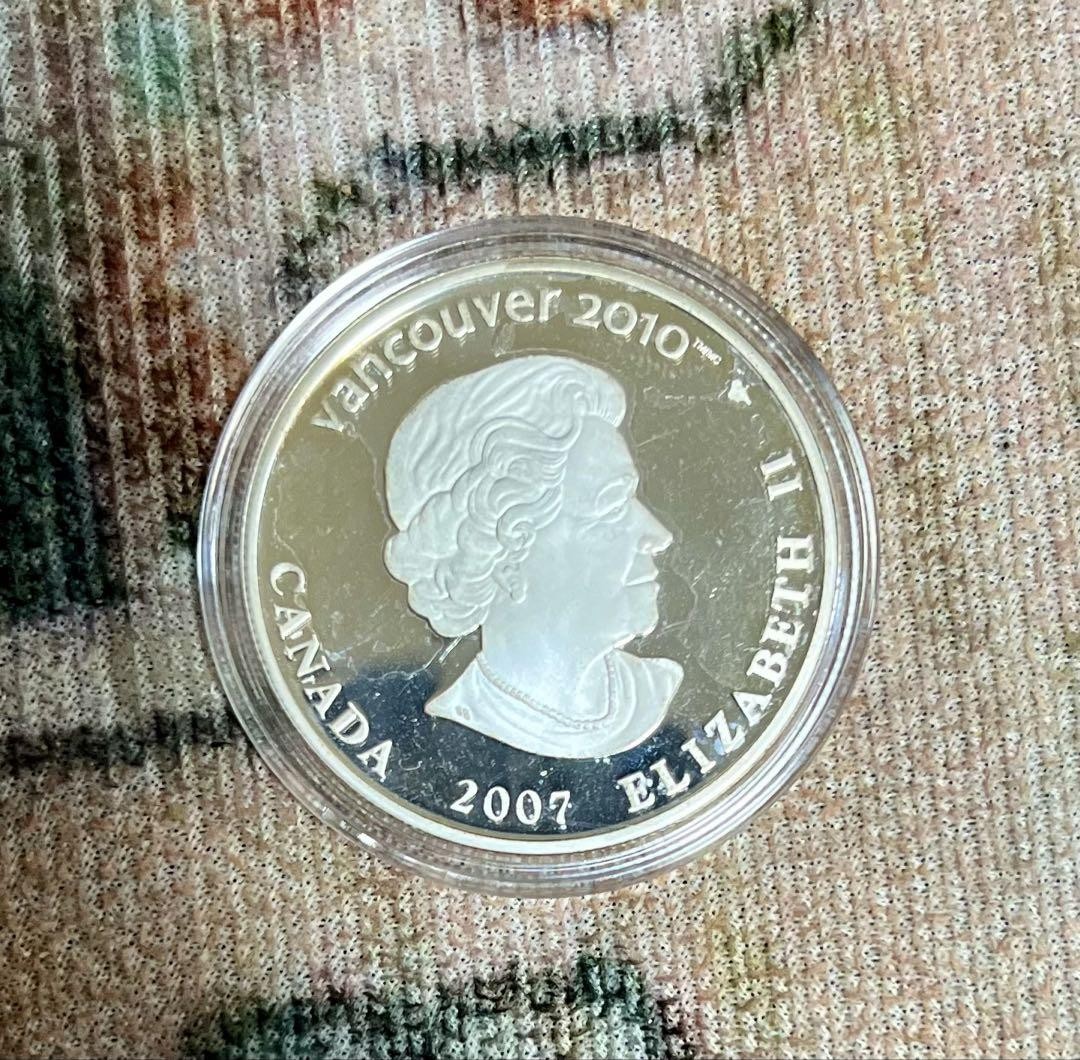 vancouver 2010
CANADA
2007
ELIZABETH II